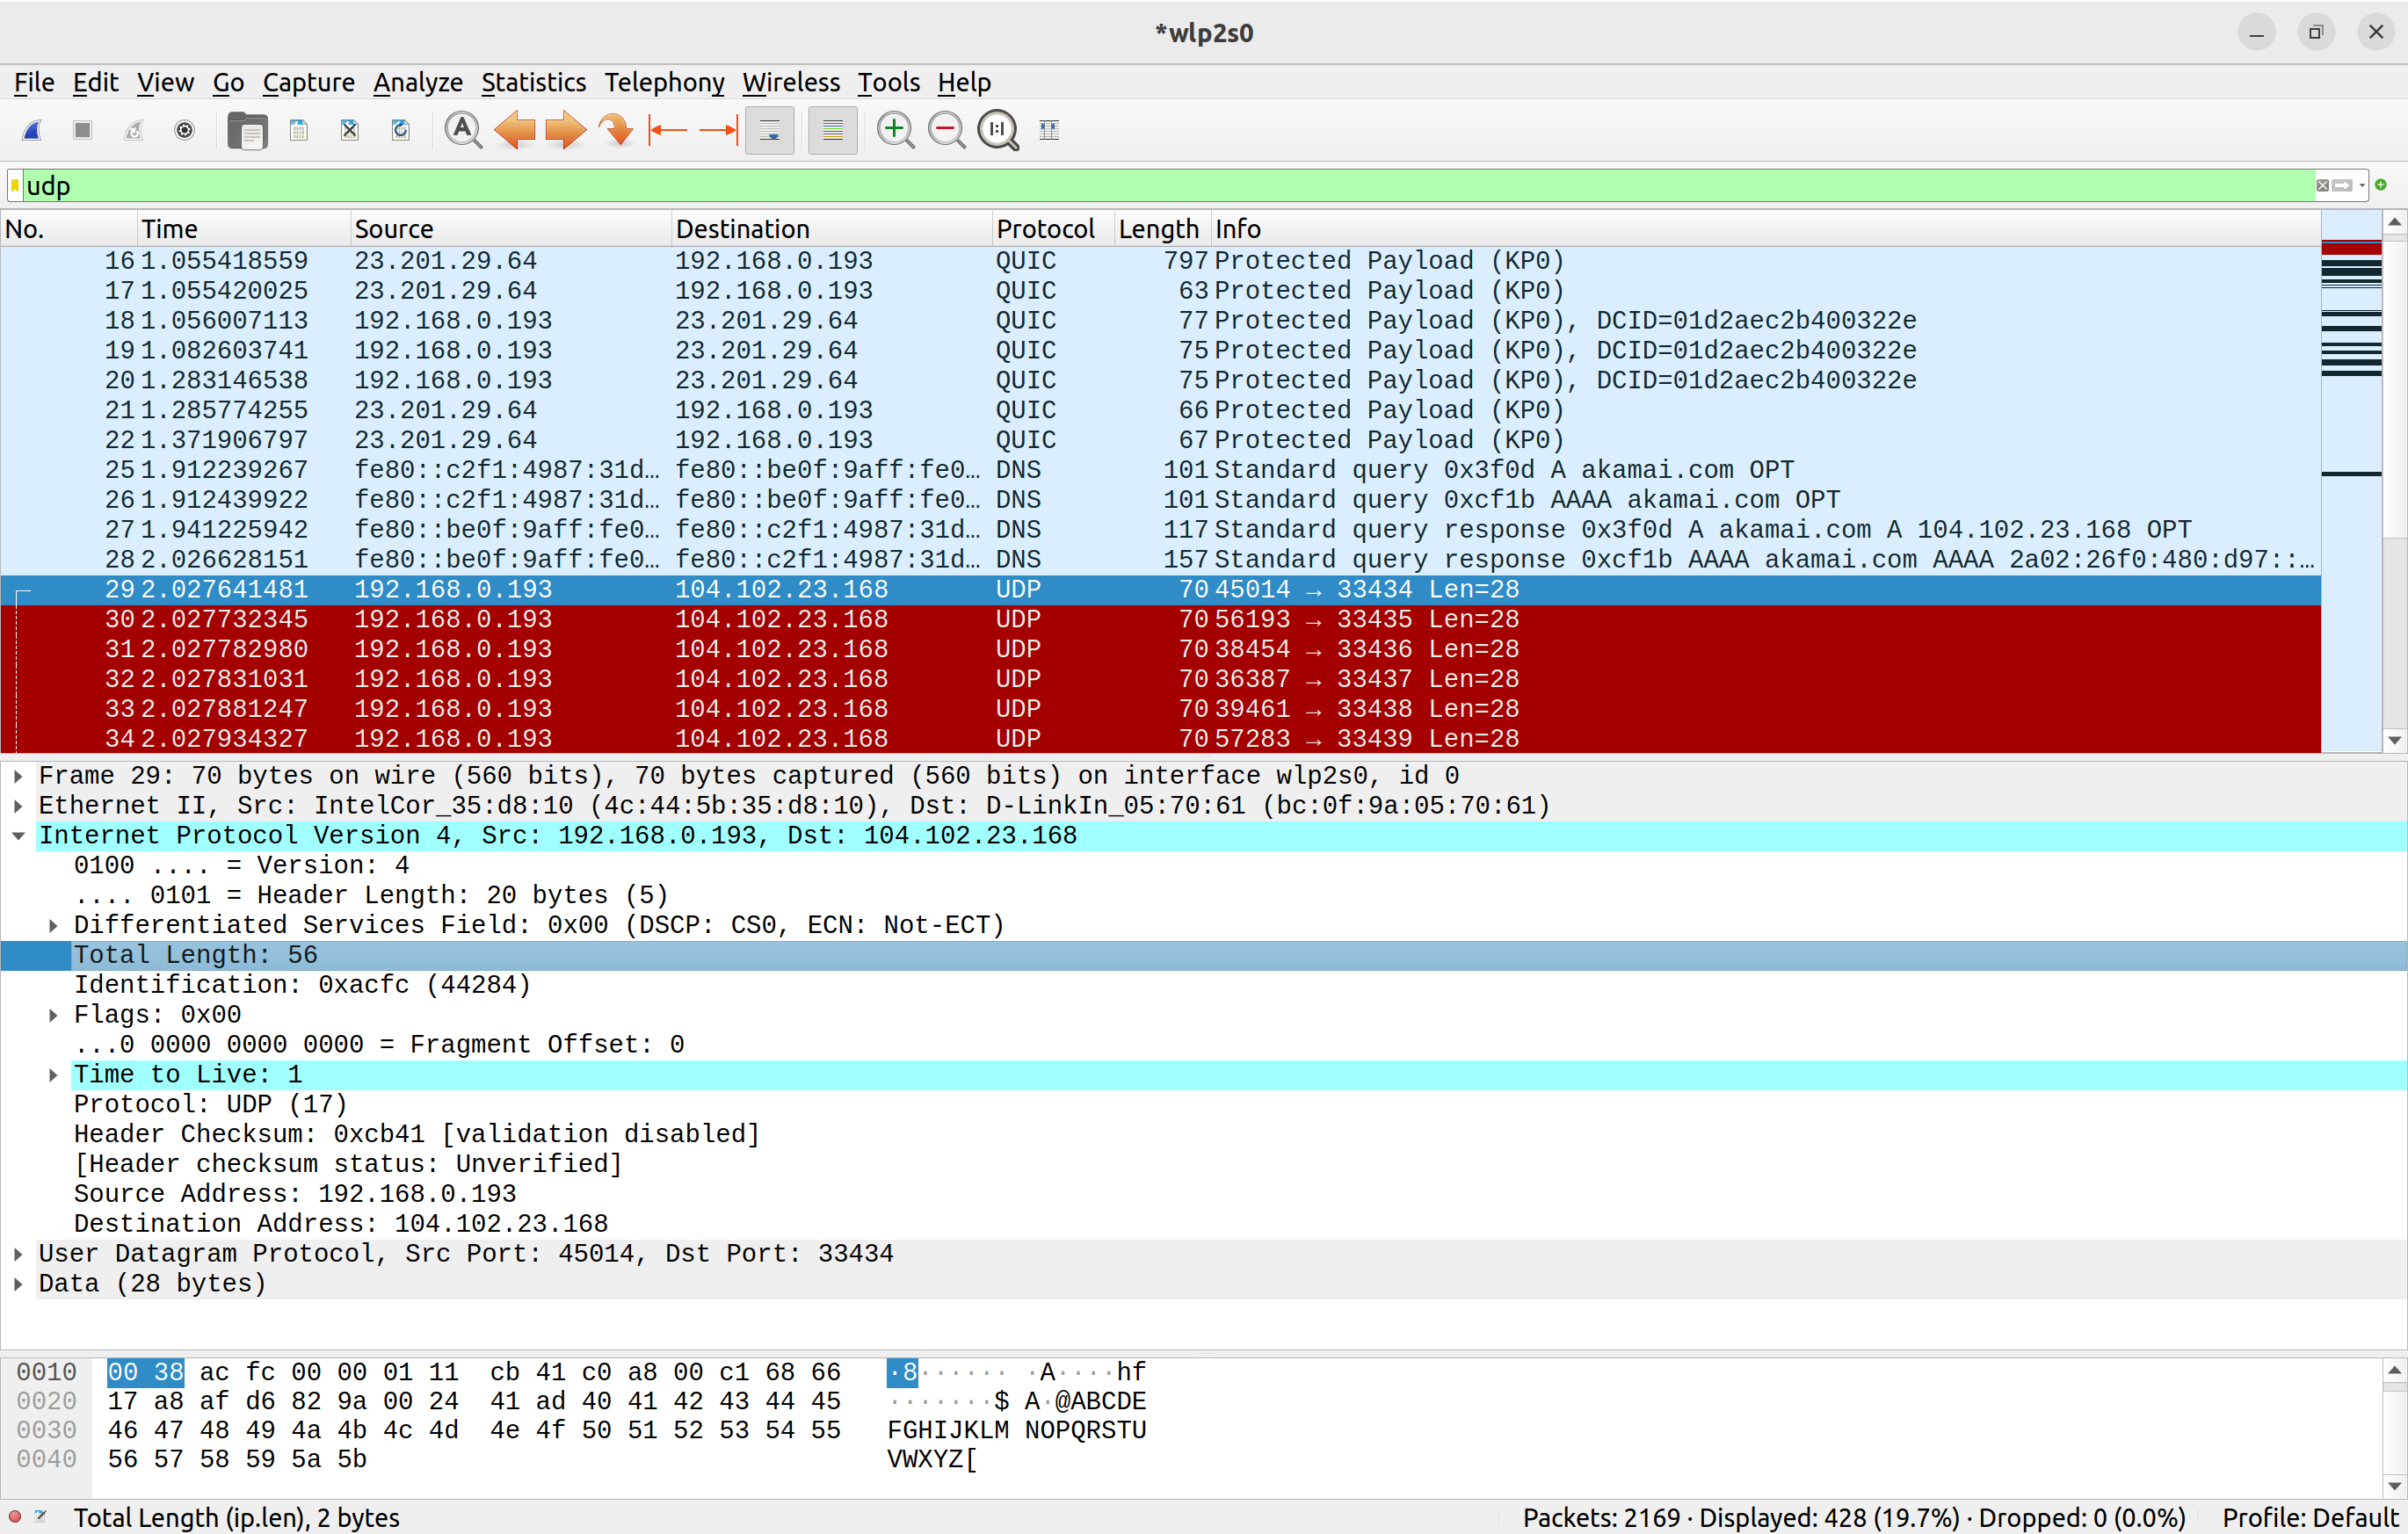 *wlp2s0
File Edit View Go Capture Analyze Statistics Telephony Wireless Tools Help
udp
No. Time Source Destination Protocol Length Info
16 1.055418559 23.201.29.64 192.168.0.193 QUIC 797 Protected Payload (KP0)
17 1.055420025 23.201.29.64 192.168.0.193 QUIC 63 Protected Payload (KP0)
18 1.056007113 192.168.0.193 23.201.29.64 QUIC 77 Protected Payload (KP0), DCID=01d2aec2b400322e
19 1.082603741 192.168.0.193 23.201.29.64 QUIC 75 Protected Payload (KP0), DCID=01d2aec2b400322e
20 1.283146538 192.168.0.193 23.201.29.64 QUIC 75 Protected Payload (KP0), DCID=01d2aec2b400322e
21 1.285774255 23.201.29.64 192.168.0.193 QUIC 66 Protected Payload (KP0)
22 1.371906797 23.201.29.64 192.168.0.193 QUIC 67 Protected Payload (KP0)
25 1.912239267 fe80::c2f1:4987:31d… fe80::be0f:9aff:fe0… DNS 101 Standard query 0x3f0d A akamai.com OPT
26 1.912439922 fe80::c2f1:4987:31d… fe80::be0f:9aff:fe0… DNS 101 Standard query 0xcf1b AAAA akamai.com OPT
27 1.941225942 fe80::be0f:9aff:fe0… fe80::c2f1:4987:31d… DNS 117 Standard query response 0x3f0d A akamai.com A 104.102.23.168 OPT
28 2.026628151 fe80::be0f:9aff:fe0… fe80::c2f1:4987:31d… DNS 157 Standard query response 0xcf1b AAAA akamai.com AAAA 2a02:26f0:480:d97::…
29 2.027641481 192.168.0.193 104.102.23.168 UDP 70 45014 → 33434 Len=28
30 2.027732345 192.168.0.193 104.102.23.168 UDP 70 56193 → 33435 Len=28
31 2.027782980 192.168.0.193 104.102.23.168 UDP 70 38454 → 33436 Len=28
32 2.027831031 192.168.0.193 104.102.23.168 UDP 70 36387 → 33437 Len=28
33 2.027881247 192.168.0.193 104.102.23.168 UDP 70 39461 → 33438 Len=28
34 2.027934327 192.168.0.193 104.102.23.168 UDP 70 57283 → 33439 Len=28
Frame 29: 70 bytes on wire (560 bits), 70 bytes captured (560 bits) on interface wlp2s0, id 0
Ethernet II, Src: IntelCor_35:d8:10 (4c:44:5b:35:d8:10), Dst: D-LinkIn_05:70:61 (bc:0f:9a:05:70:61)
Internet Protocol Version 4, Src: 192.168.0.193, Dst: 104.102.23.168
0100 .... = Version: 4
.... 0101 = Header Length: 20 bytes (5)
Differentiated Services Field: 0x00 (DSCP: CS0, ECN: Not-ECT)
Total Length: 56
Identification: 0xacfc (44284)
Flags: 0x00
...0 0000 0000 0000 = Fragment Offset: 0
Time to Live: 1
Protocol: UDP (17)
Header Checksum: 0xcb41 [validation disabled]
[Header checksum status: Unverified]
Source Address: 192.168.0.193
Destination Address: 104.102.23.168
User Datagram Protocol, Src Port: 45014, Dst Port: 33434
Data (28 bytes)
0010 00 38 ac fc 00 00 01 11 cb 41 c0 a8 00 c1 68 66 ·8······ ·A····hf
0020 17 a8 af d6 82 9a 00 24 41 ad 40 41 42 43 44 45 ·······$ A·@ABCDE
0030 46 47 48 49 4a 4b 4c 4d 4e 4f 50 51 52 53 54 55 FGHIJKLM NOPQRSTU
0040 56 57 58 59 5a 5b VWXYZ[
Total Length (ip.len), 2 bytes Packets: 2169 · Displayed: 428 (19.7%) · Dropped: 0 (0.0%) Profile: Default